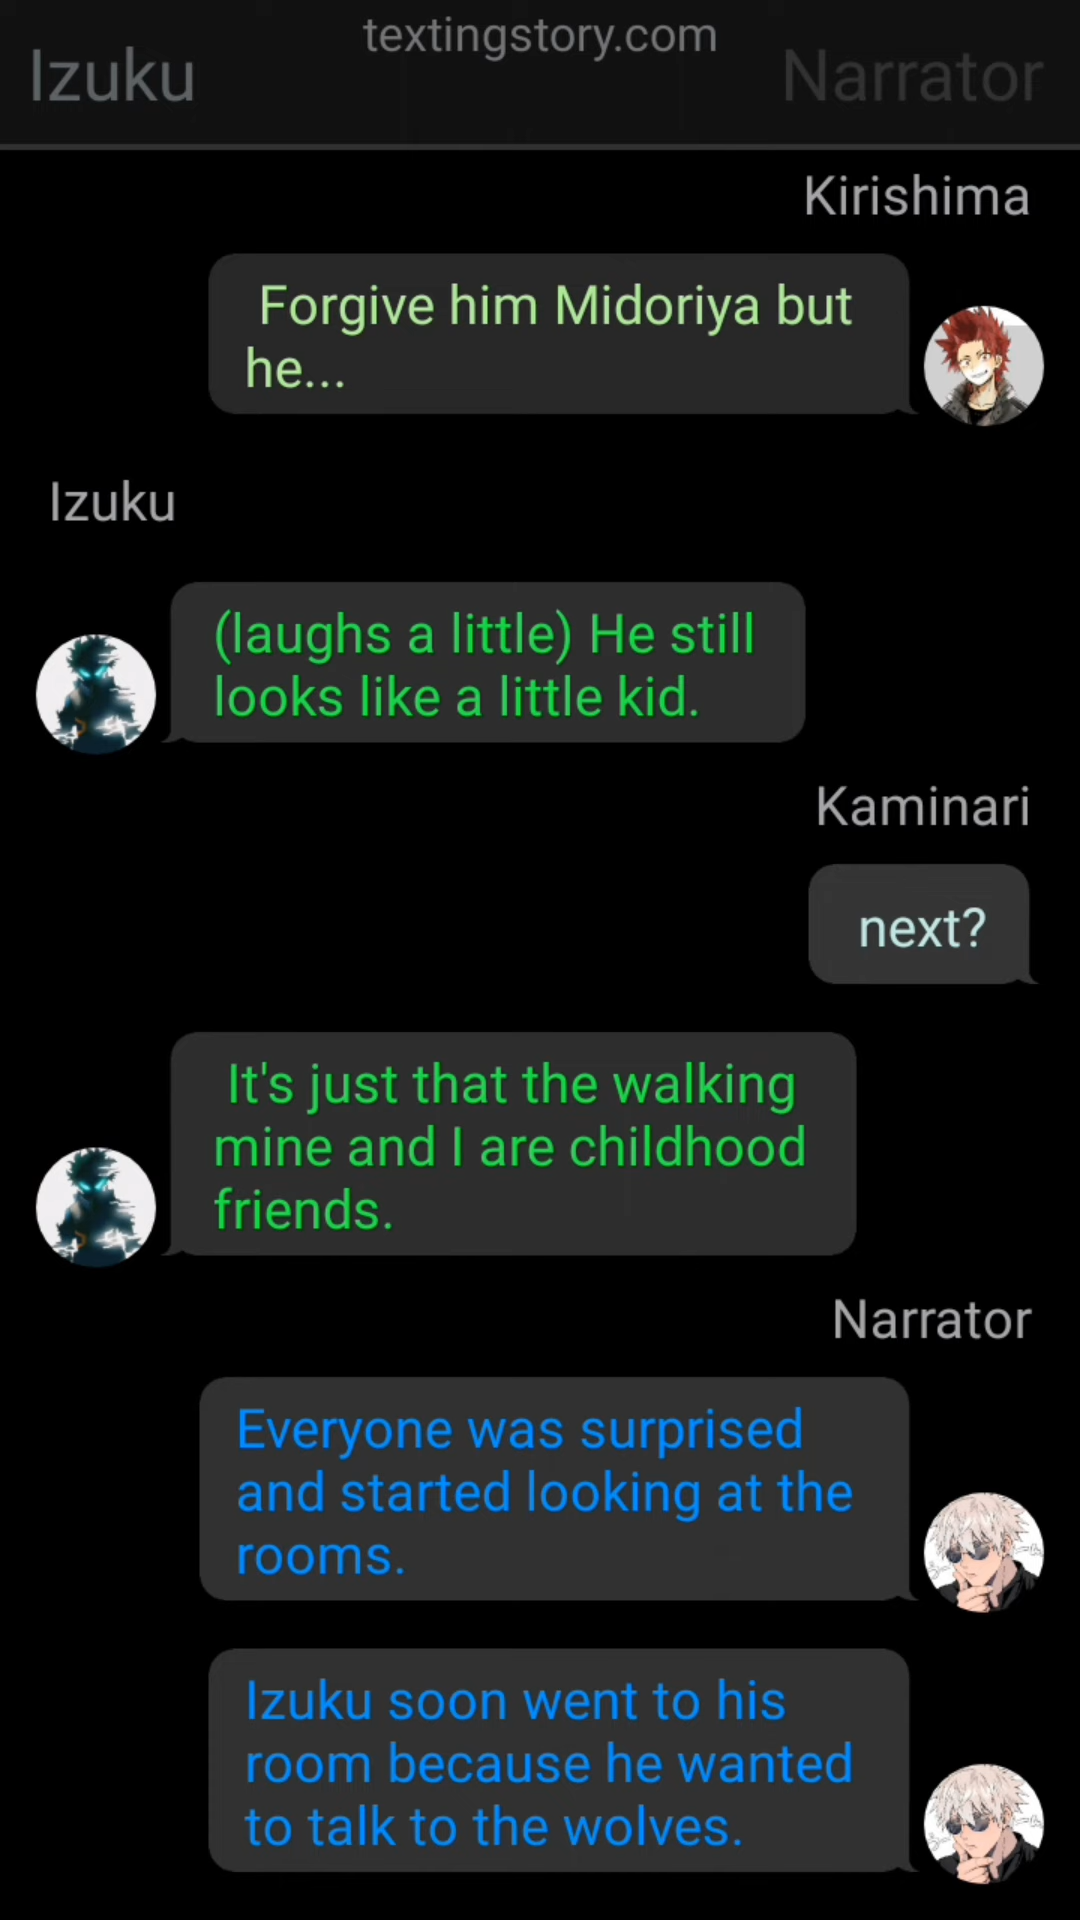 textingstory.com
Izuku
Narrator
Kirishima
Forgive him Midoriya but
he...
Izuku
(laughs a little) He still
looks like a little kid.
Kaminari
next?
It's just that the walking
mine and I are childhood
friends.
Narrator
Everyone was surprised
and started looking at the
rooms.
Izuku soon went to his
room because he wanted
to talk to the wolves.